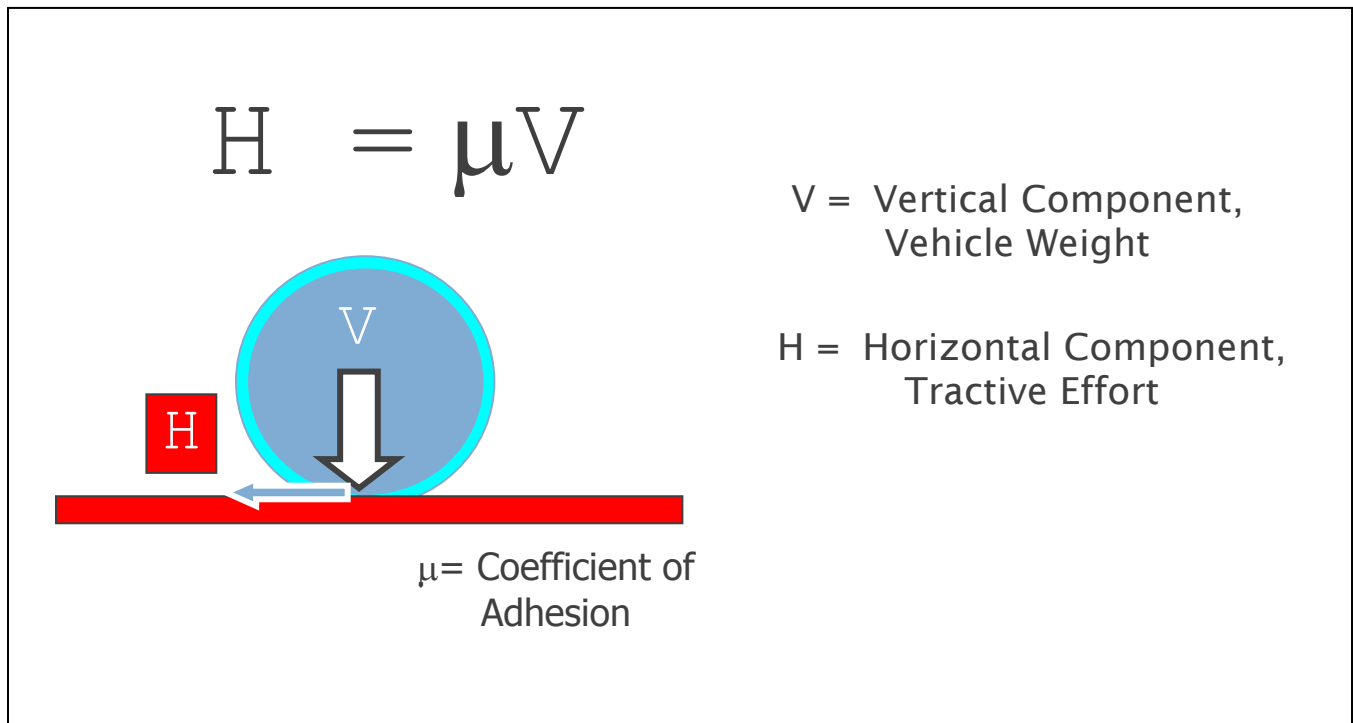 H = μV
V = Vertical Component,
Vehicle Weight
V
H = Horizontal Component,
Tractive Effort
H
μ= Coefficient of
Adhesion